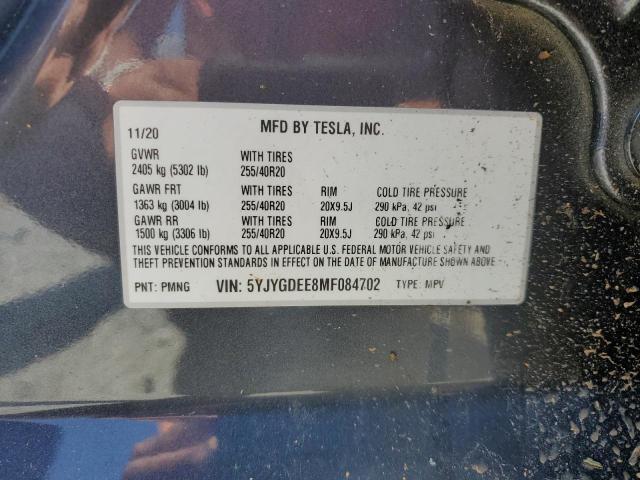 11/20 MFD BY TESLA, INC.
GVWR WITH TIRES
2405 kg (5302 lb) 255/40R20
GAWR FRT WITH TIRES RIM COLD TIRE PRESSURE
1363 kg (3004 lb) 255/40R20 20X9.5J 290 kPa, 42 psi
GAWR RR WITH TIRES RIM COLD TIRE PRESSURE
1500 kg (3306 lb) 255/40R20 20X9.5J 290 kPa, 42 psi
THIS VEHICLE CONFORMS TO ALL APPLICABLE U.S. FEDERAL MOTOR VEHICLE SAFETY AND
THEFT PREVENTION STANDARDS IN EFFECT ON THE DATE OF MANUFACTURE SHOWN ABOVE.
PNT: PMNG VIN: 5YJYGDEE8MF084702 TYPE: MPV